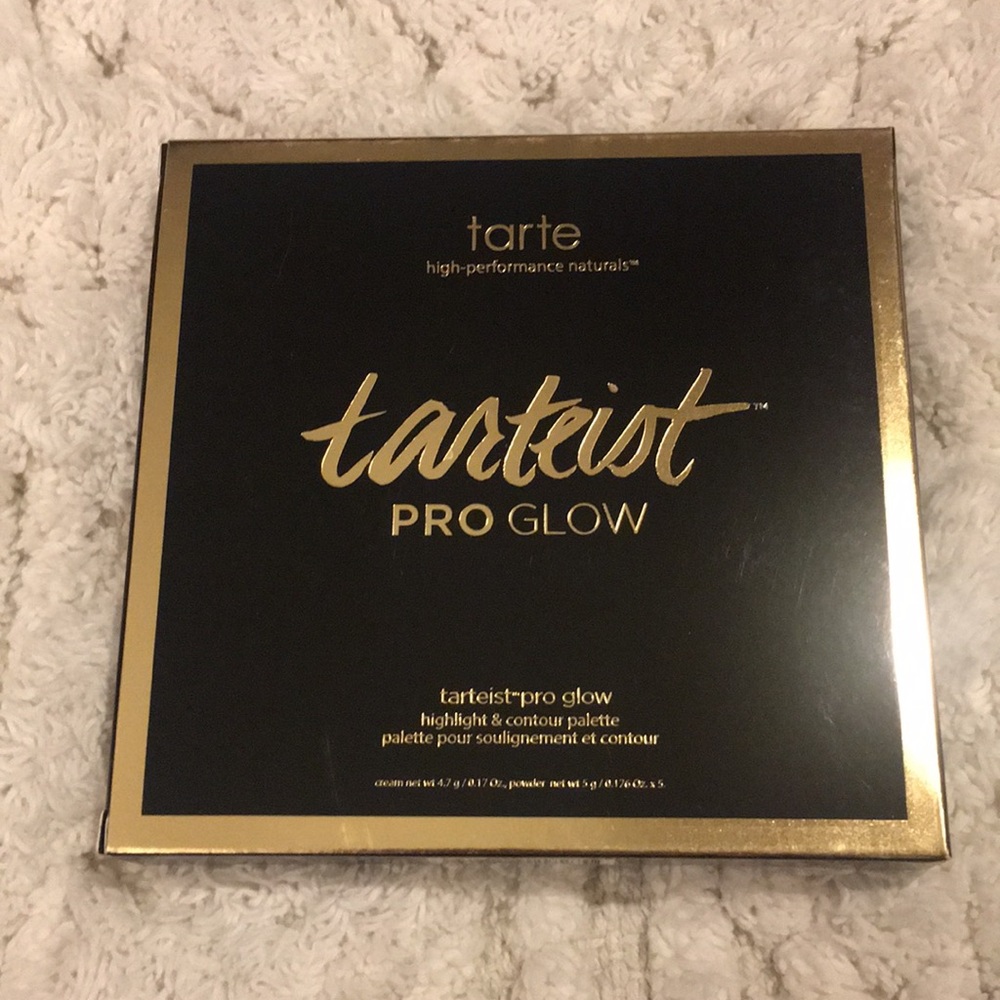 tarte
high-performance naturals™
tarteist™
PRO GLOW
tarteist™pro glow
highlight & contour palette
palette pour soulignement et contour
cream net wt 4.7 g / 0.17 Oz., powder net wt 5 g / 0.176 Oz. x 5